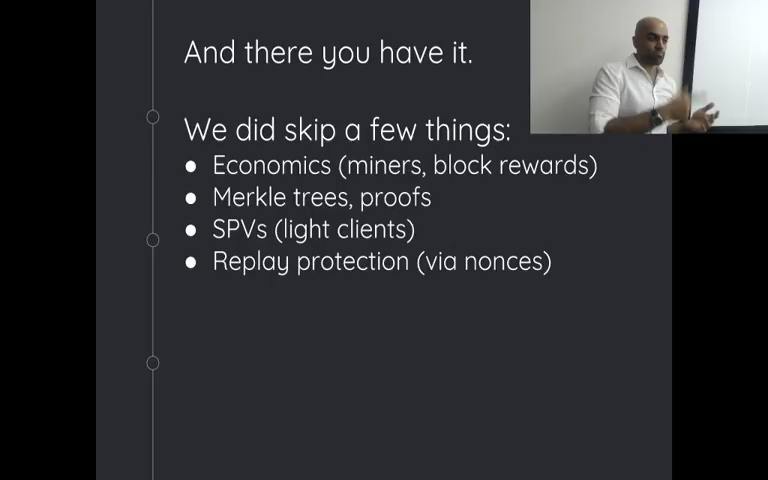 And there you have it.
We did skip a few things:
● Economics (miners, block rewards)
● Merkle trees, proofs
● SPVs (light clients)
● Replay protection (via nonces)